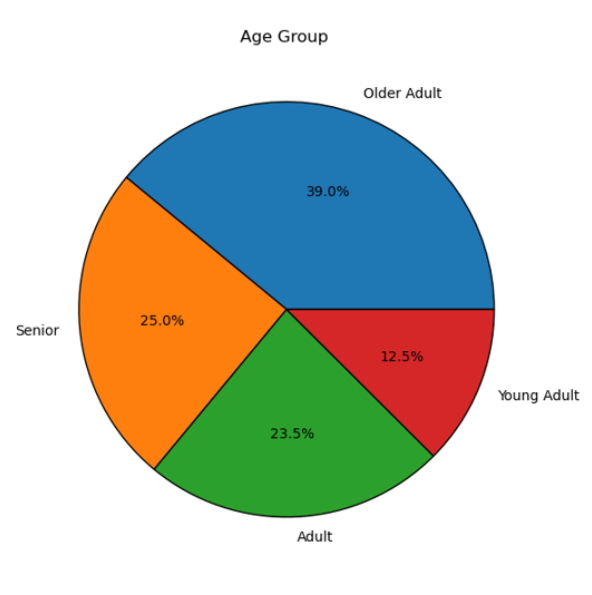 Age Group
Older Adult
39.0%
25.0%
Senior
12.5%
Young Adult
23.5%
Adult